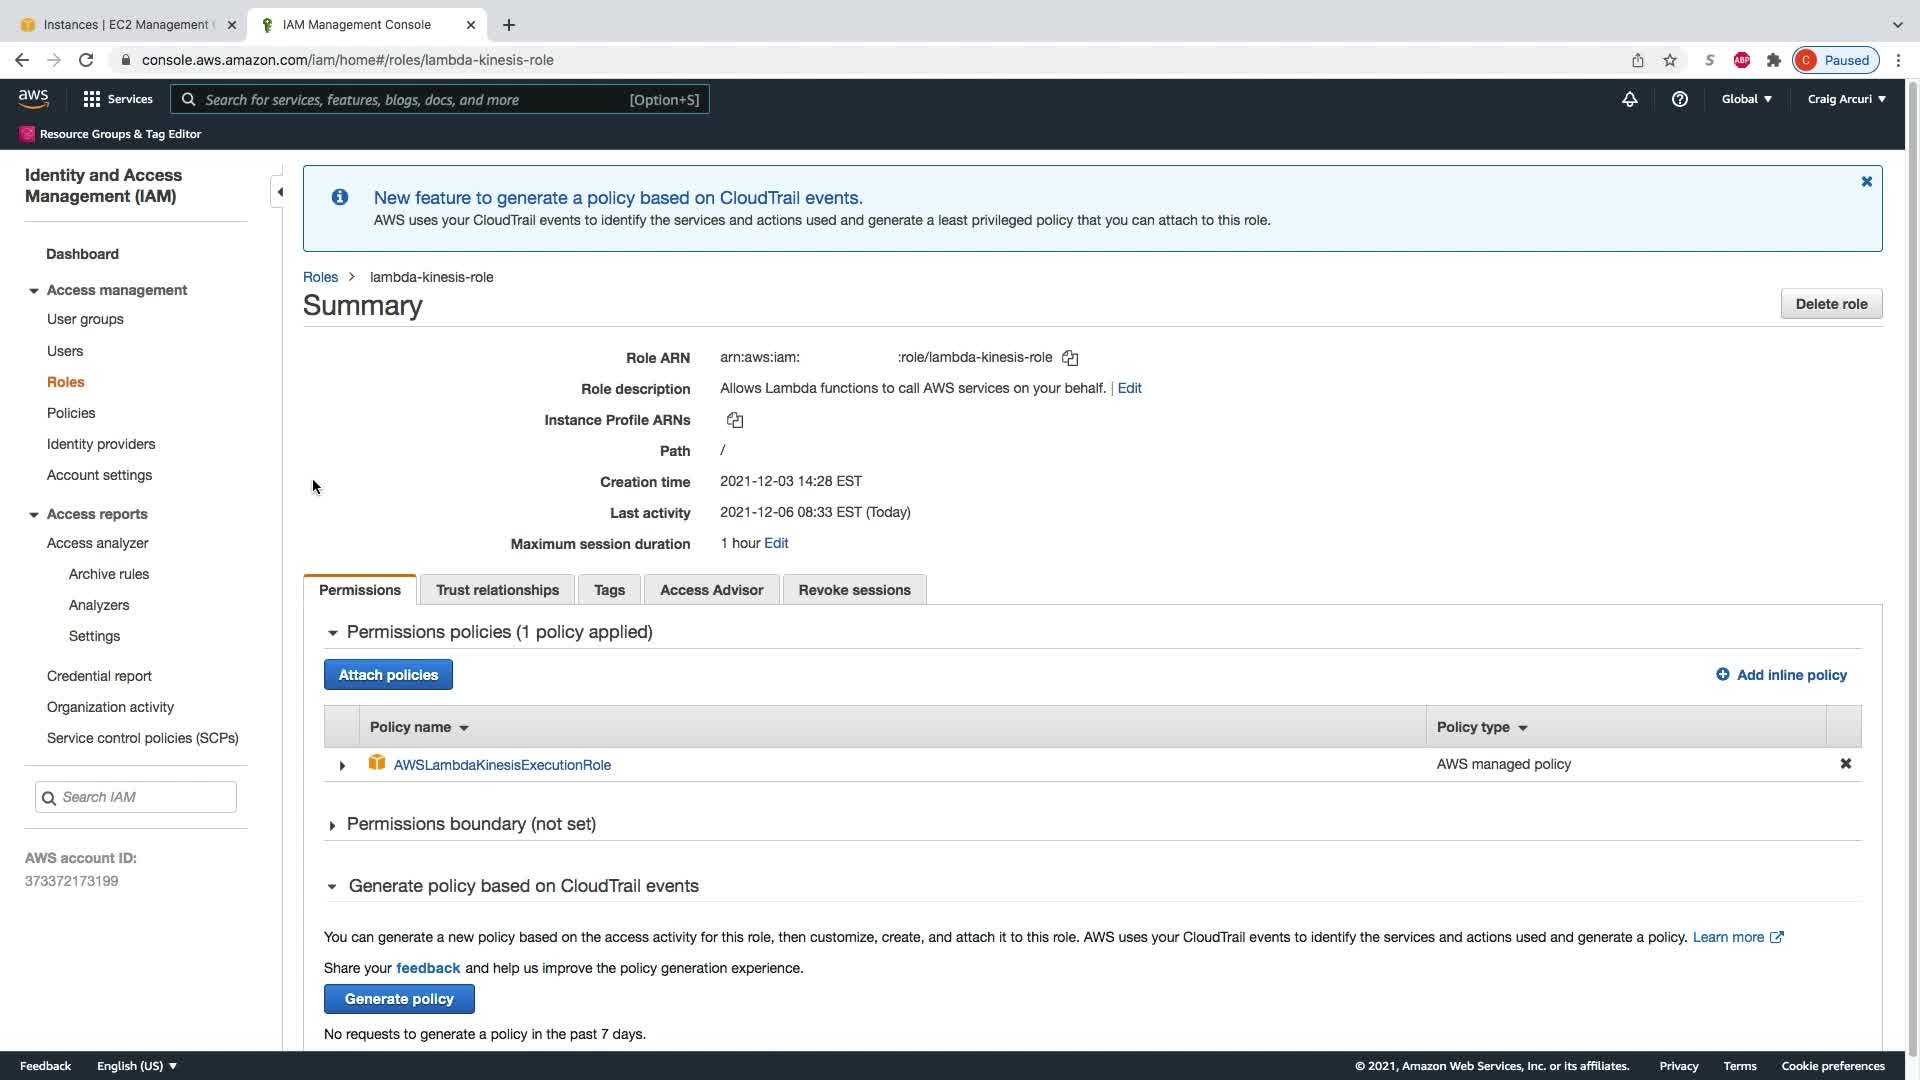 Instances | EC2 Management
IAM Management Console
console.aws.amazon.com/iam/home#/roles/lambda-kinesis-role
S
ABP
C
Paused
aws
Services
Search for services, features, blogs, docs, and more
[Option+S]
Global
Craig Arcuri
Resource Groups & Tag Editor
Identity and Access
Management (IAM)
Dashboard
Access management
User groups
Users
Roles
Policies
Identity providers
Account settings
Access reports
Access analyzer
Archive rules
Analyzers
Settings
Credential report
Organization activity
Service control policies (SCPs)
Search IAM
AWS account ID:
373372173199
New feature to generate a policy based on CloudTrail events.
AWS uses your CloudTrail events to identify the services and actions used and generate a least privileged policy that you can attach to this role.
Roles > lambda-kinesis-role
Summary
Delete role
Role ARN arn:aws:iam: :role/lambda-kinesis-role
Role description Allows Lambda functions to call AWS services on your behalf. | Edit
Instance Profile ARNs
Path /
Creation time 2021-12-03 14:28 EST
Last activity 2021-12-06 08:33 EST (Today)
Maximum session duration 1 hour Edit
Permissions
Trust relationships
Tags
Access Advisor
Revoke sessions
Permissions policies (1 policy applied)
Attach policies
Add inline policy
Policy name
Policy type
AWSLambdaKinesisExecutionRole
AWS managed policy
Permissions boundary (not set)
Generate policy based on CloudTrail events
You can generate a new policy based on the access activity for this role, then customize, create, and attach it to this role. AWS uses your CloudTrail events to identify the services and actions used and generate a policy. Learn more
Share your feedback and help us improve the policy generation experience.
Generate policy
No requests to generate a policy in the past 7 days.
Feedback
English (US)
© 2021, Amazon Web Services, Inc. or its affiliates.
Privacy
Terms
Cookie preferences